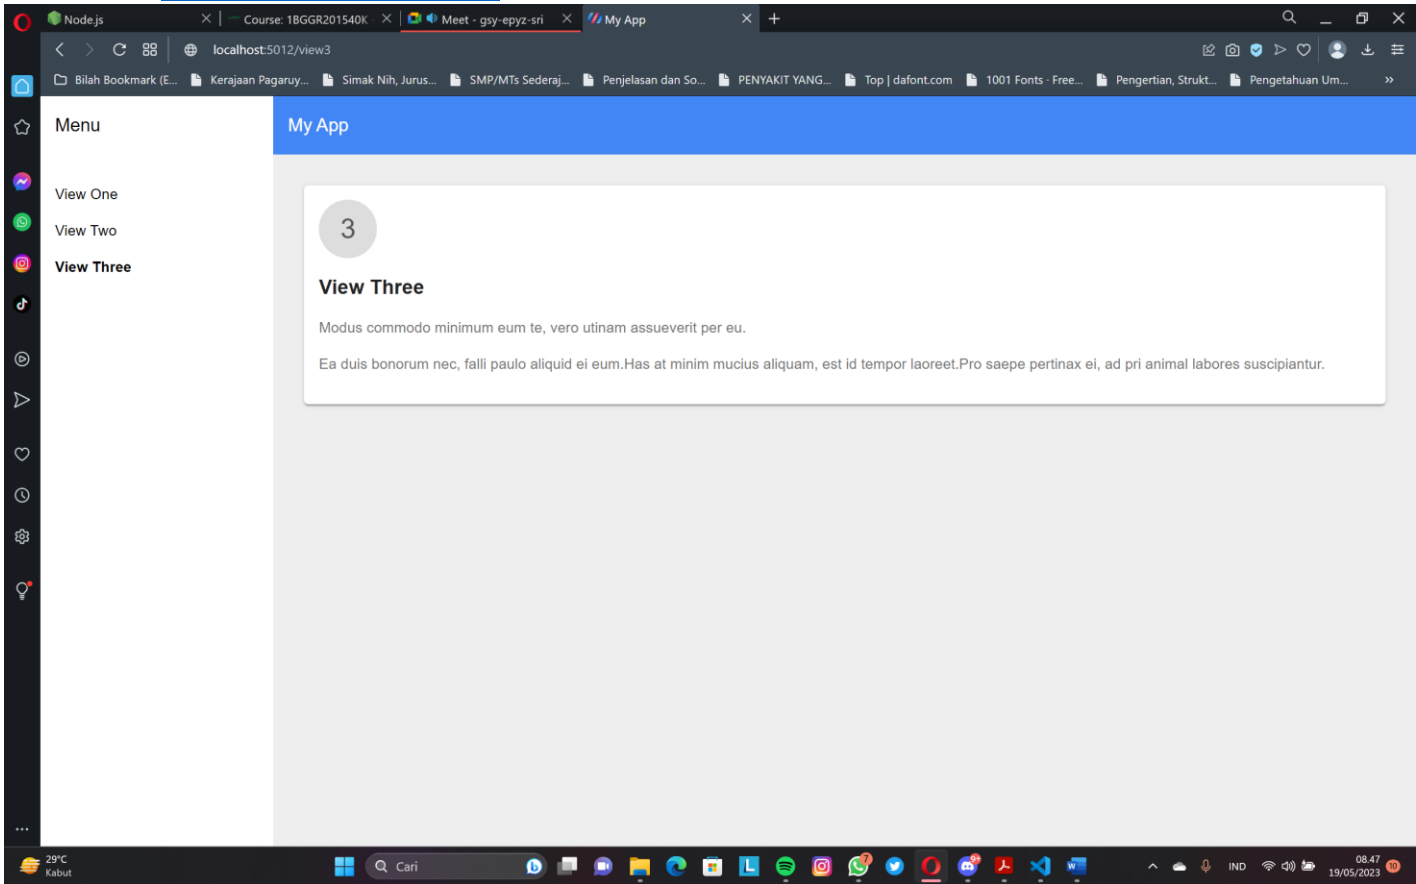 Node.js
Course: 1BGGR201540K
Meet - gsy-epyz-sri
My App
localhost:5012/view3
Bilah Bookmark (E...
Kerajaan Pagaruy...
Simak Nih, Jurus...
SMP/MTs Sederaj...
Penjelasan dan So...
PENYAKIT YANG...
Top | dafont.com
1001 Fonts · Free...
Pengertian, Strukt...
Pengetahuan Um...
Menu
My App
View One
View Two
View Three
3
View Three
Modus commodo minimum eum te, vero utinam assueverit per eu.
Ea duis bonorum nec, falli paulo aliquid ei eum.Has at minim mucius aliquam, est id tempor laoreet.Pro saepe pertinax ei, ad pri animal labores suscipiantur.
29°C
Kabut
Cari
L
7
9+
W
IND
08.47
19/05/2023
10